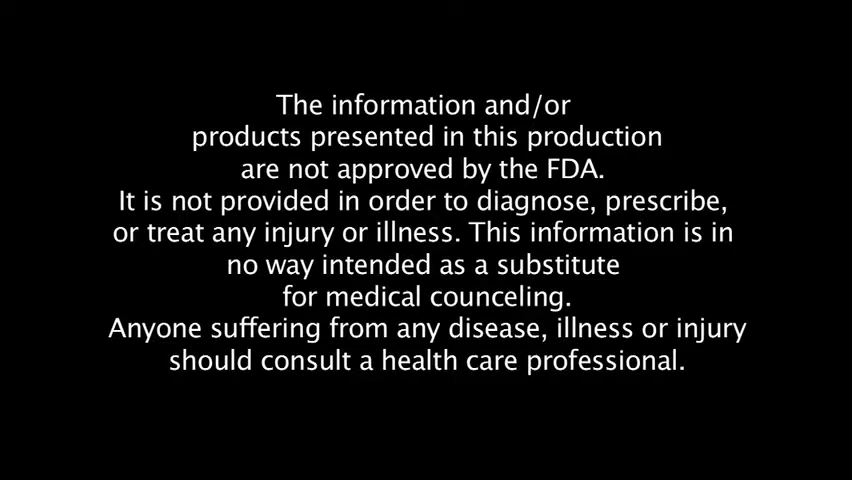 The information and/or
products presented in this production
are not approved by the FDA.
It is not provided in order to diagnose, prescribe,
or treat any injury or illness. This information is in
no way intended as a substitute
for medical counceling.
Anyone suffering from any disease, illness or injury
should consult a health care professional.